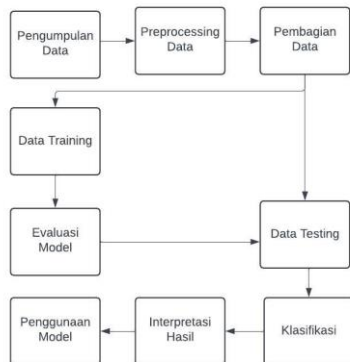 Pengumpulan
Data
Preprocessing
Data
Pembagian
Data
Data Training
Evaluasi
Model
Data Testing
Penggunaan
Model
Interpretasi
Hasil
Klasifikasi